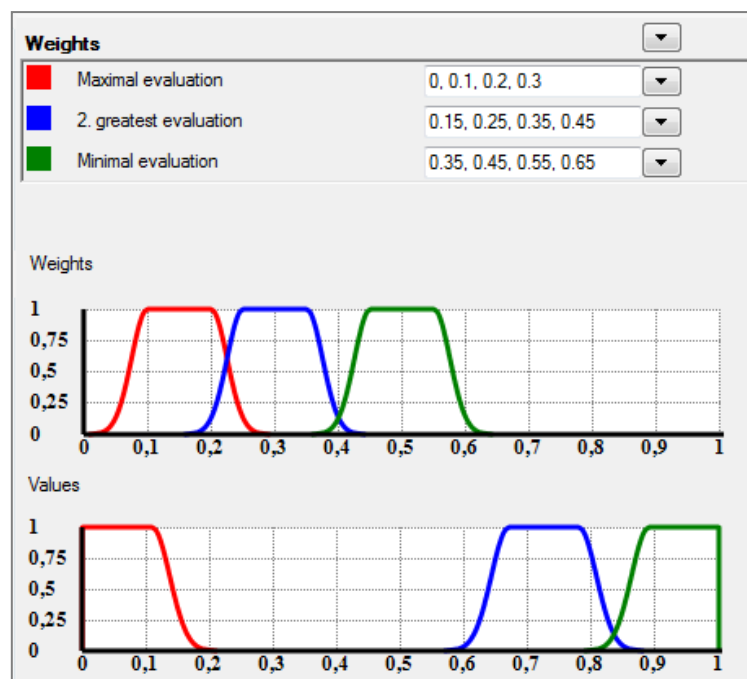 Weights
Maximal evaluation 0, 0.1, 0.2, 0.3
2. greatest evaluation 0.15, 0.25, 0.35, 0.45
Minimal evaluation 0.35, 0.45, 0.55, 0.65
Weights
1
0,75
0,5
0,25
0
0 0,1 0,2 0,3 0,4 0,5 0,6 0,7 0,8 0,9 1
Values
1
0,75
0,5
0,25
0
0 0,1 0,2 0,3 0,4 0,5 0,6 0,7 0,8 0,9 1